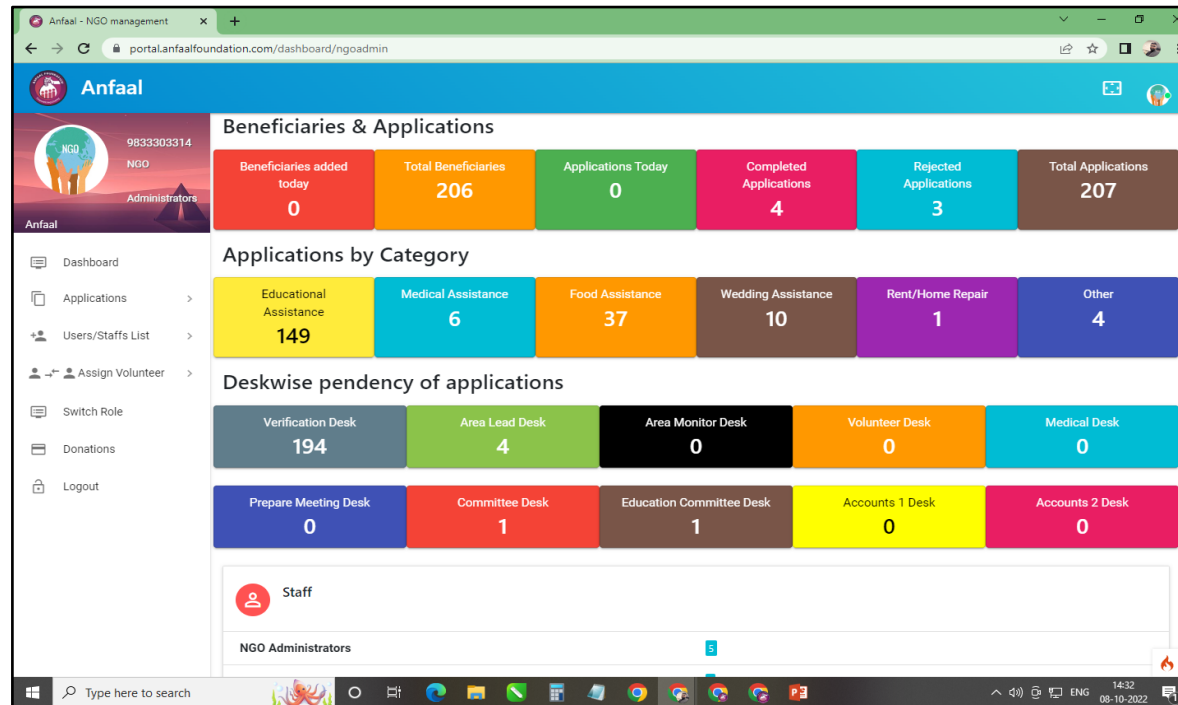 Anfaal - NGO management
portal.anfaalfoundation.com/dashboard/ngoadmin
Anfaal
NGO
9833303314
NGO
Administrators
Anfaal
Dashboard
Applications
Users/Staffs List
Assign Volunteer
Switch Role
Donations
Logout
Beneficiaries & Applications
Beneficiaries added
today
0
Total Beneficiaries
206
Applications Today
0
Completed
Applications
4
Rejected
Applications
3
Total Applications
207
Applications by Category
Educational
Assistance
149
Medical Assistance
6
Food Assistance
37
Wedding Assistance
10
Rent/Home Repair
1
Other
4
Deskwise pendency of applications
Verification Desk
194
Area Lead Desk
4
Area Monitor Desk
0
Volunteer Desk
0
Medical Desk
0
Prepare Meeting Desk
0
Committee Desk
1
Education Committee Desk
1
Accounts 1 Desk
0
Accounts 2 Desk
0
Staff
NGO Administrators
5
Type here to search
ENG
14:32
08-10-2022